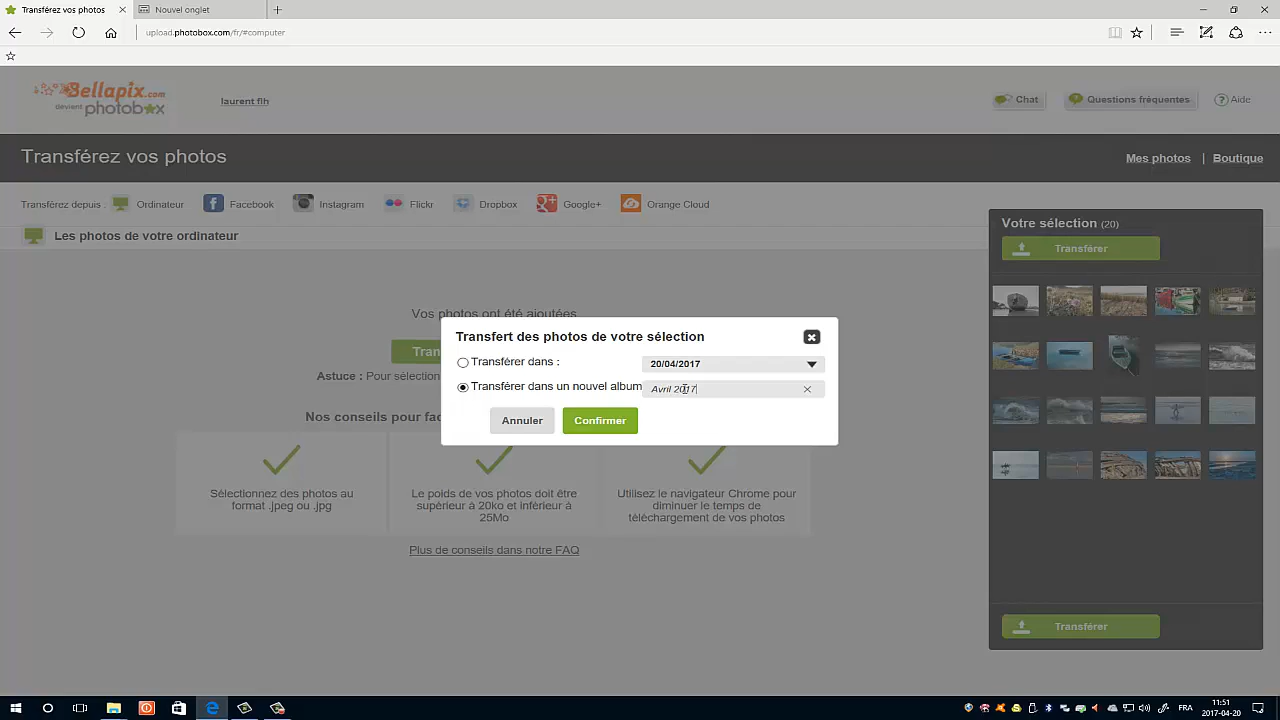 Transférez vos photos
Nouvel onglet
upload.photobox.com/fr/#computer
Bellapix.com
devient photobox
laurent flh
Chat
Questions fréquentes
Aide
Transférez vos photos
Mes photos | Boutique
Transférez depuis : Ordinateur Facebook Instagram Flickr Dropbox Google+ Orange Cloud
Les photos de votre ordinateur
Votre sélection (20)
Transférer
Vos photos ont été ajoutées
Tran
Astuce : Pour sélection
Transfert des photos de votre sélection
Transférer dans : 20/04/2017
Transférer dans un nouvel album Avril 2017
Annuler Confirmer
Nos conseils pour fac
Sélectionnez des photos au
format .jpeg ou .jpg
Le poids de vos photos doit être
supérieur à 20ko et inférieur à
25Mo
Utilisez le navigateur Chrome pour
diminuer le temps de
téléchargement de vos photos
Plus de conseils dans notre FAQ
Transférer
FRA
11:51
2017-04-20